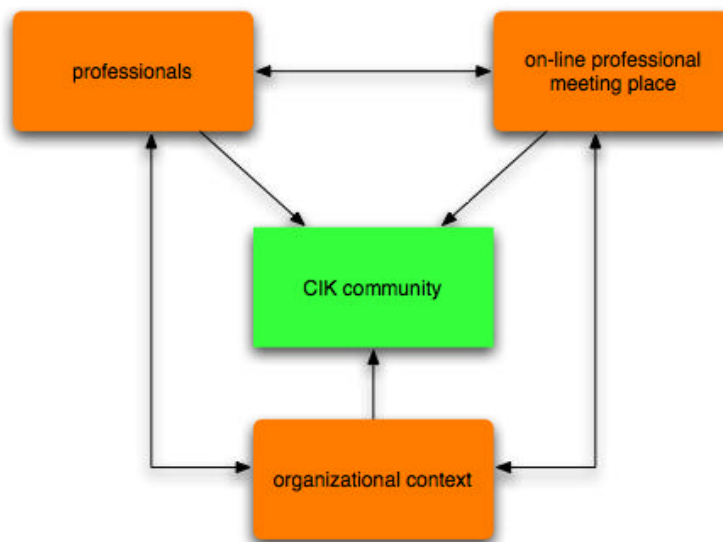 professionals
on-line professional
meeting place
CIK community
organizational context